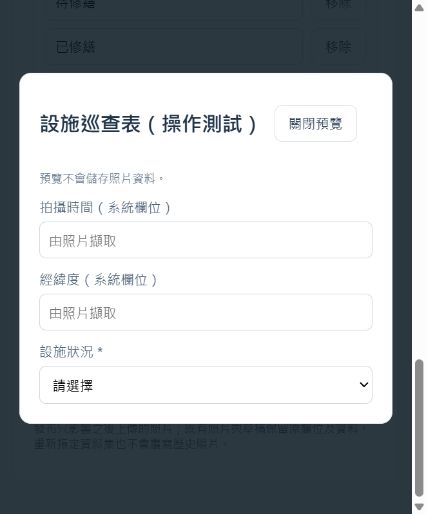 待修繕
移除
已修繕
移除
設施巡查表（操作測試）
關閉預覽
預覽不會儲存照片資料。
拍攝時間（系統欄位）
由照片擷取
經緯度（系統欄位）
由照片擷取
設施狀況 *
請選擇
重新指定資料集也不會覆寫歷史照片。